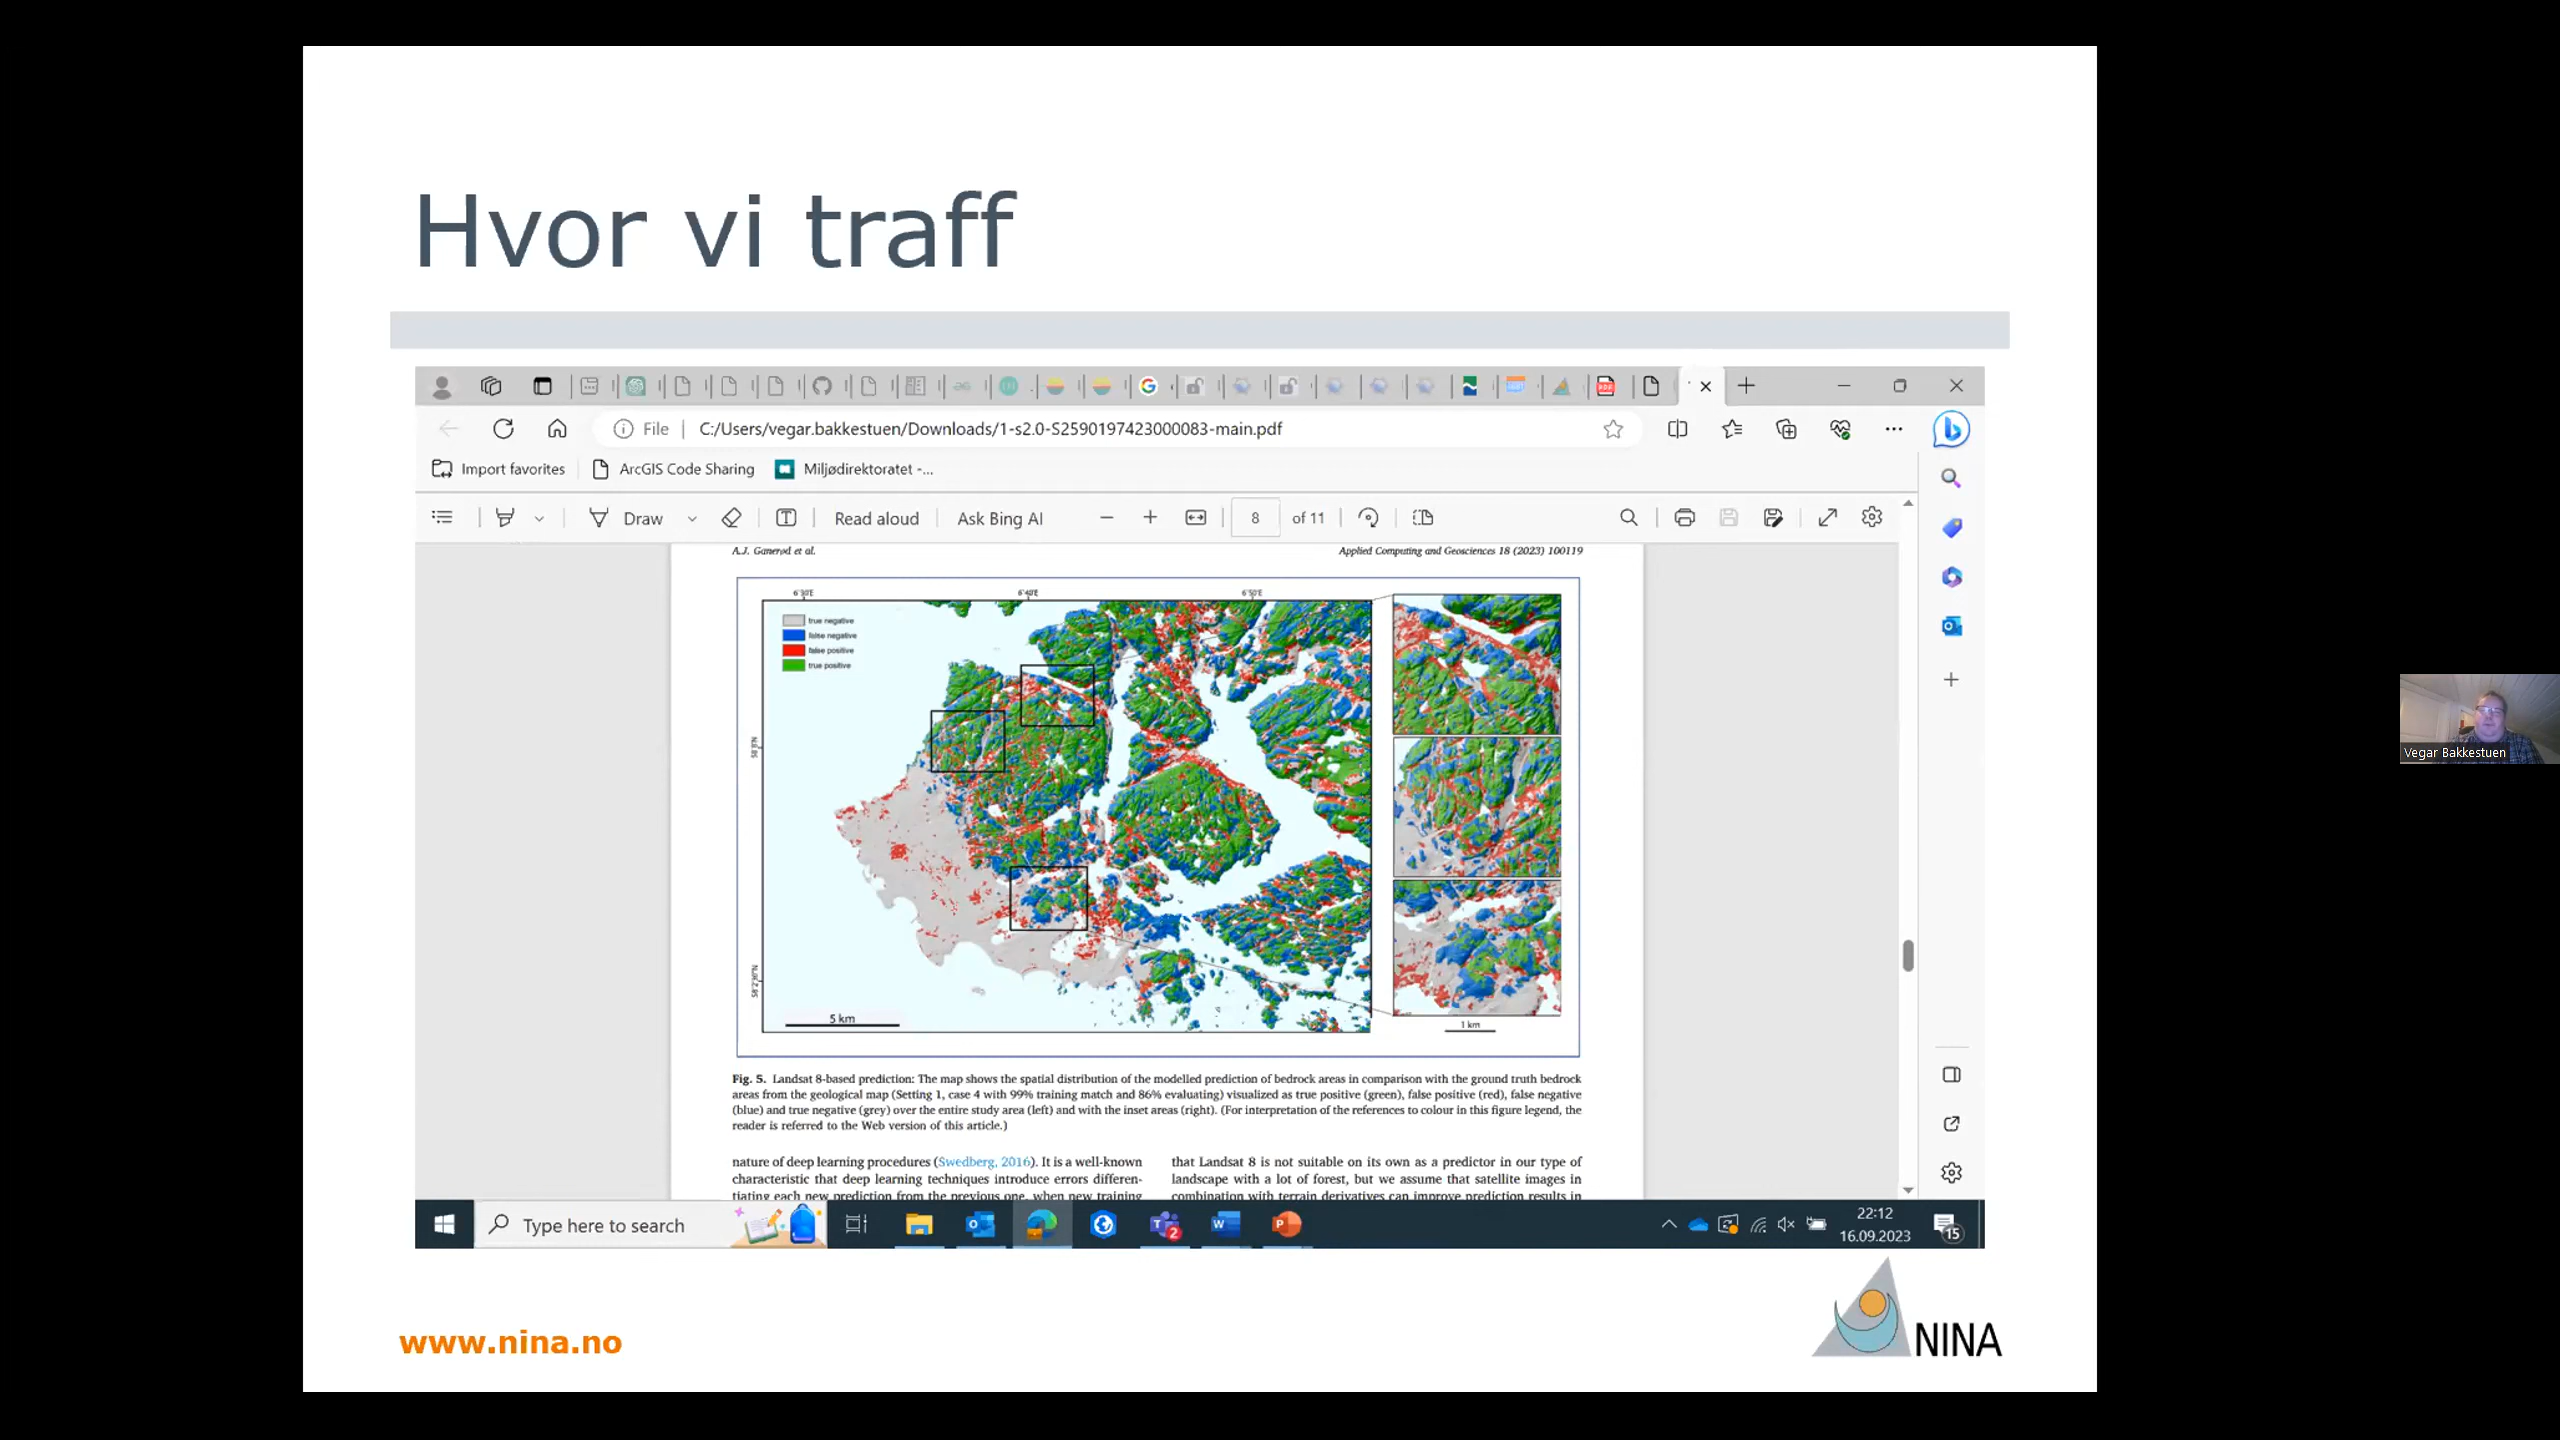 Hvor vi traff
File
C:/Users/vegar.bakkestuen/Downloads/1-s2.0-S2590197423000083-main.pdf
Import favorites
ArcGIS Code Sharing
Miljødirektoratet -...
Draw
Read aloud
Ask Bing AI
8
of 11
A.J. Ganerød et al.
Applied Computing and Geosciences 18 (2023) 100119
6°30'E
6°40'E
6°50'E
true negative
false negative
false positive
true positive
5 km
1 km
Fig. 5. Landsat 8-based prediction: The map shows the spatial distribution of the modelled prediction of bedrock areas in comparison with the ground truth bedrock
areas from the geological map (Setting 1, case 4 with 99% training match and 86% evaluating) visualized as true positive (green), false positive (red), false negative
(blue) and true negative (grey) over the entire study area (left) and with the inset areas (right). (For interpretation of the references to colour in this figure legend, the
reader is referred to the Web version of this article.)
nature of deep learning procedures (Swedberg, 2016). It is a well-known
characteristic that deep learning techniques introduce errors differen-
tiating each new prediction from the previous one, when new training
that Landsat 8 is not suitable on its own as a predictor in our type of
landscape with a lot of forest, but we assume that satellite images in
combination with terrain derivatives can improve prediction results in
Type here to search
2
22:12
16.09.2023
15
Vegar Bakkestuen
www.nina.no
NINA